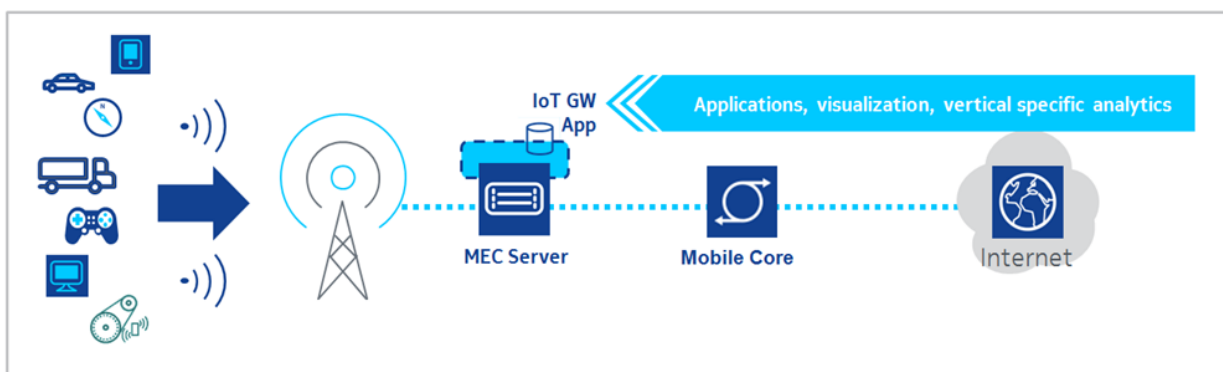 IoT GW
App
Applications, visualization, vertical specific analytics
N
MEC Server
Mobile Core
Internet